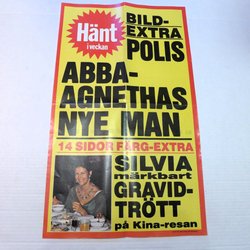 Hänt
i veckan
BILD-
EXTRA
POLIS
ABBA-
AGNETHAS
NYE MAN
14 SIDOR FÄRG-EXTRA
SILVIA
märkbart
GRAVID-
TRÖTT
på Kina-resan